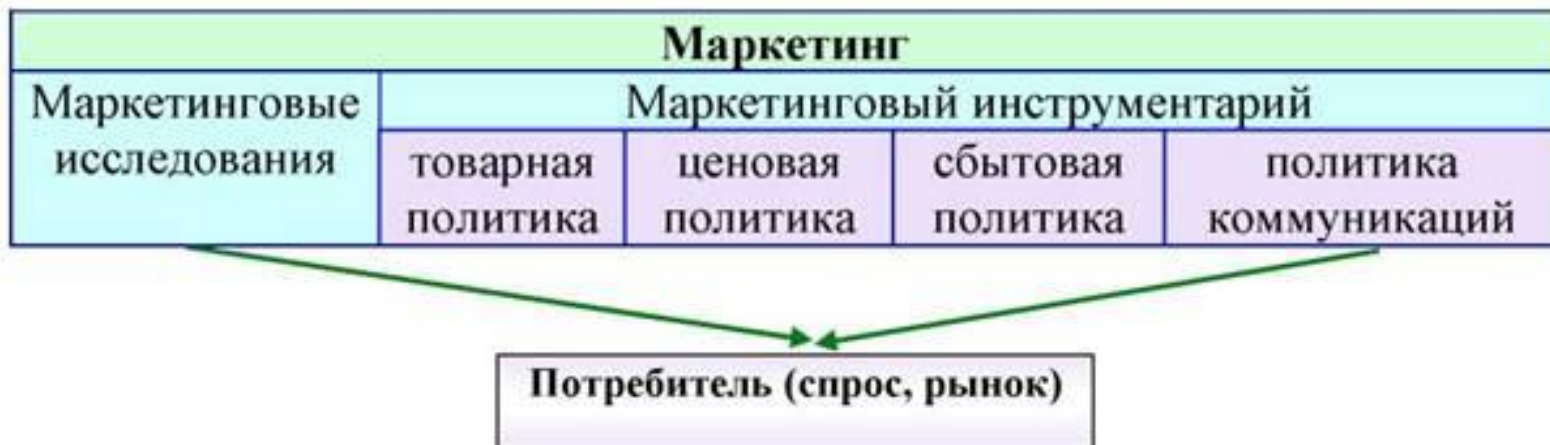 Маркетинг
Маркетинговые
исследования
Маркетинговый инструментарий
товарная
политика
ценовая
политика
сбытовая
политика
политика
коммуникаций
Потребитель (спрос, рынок)